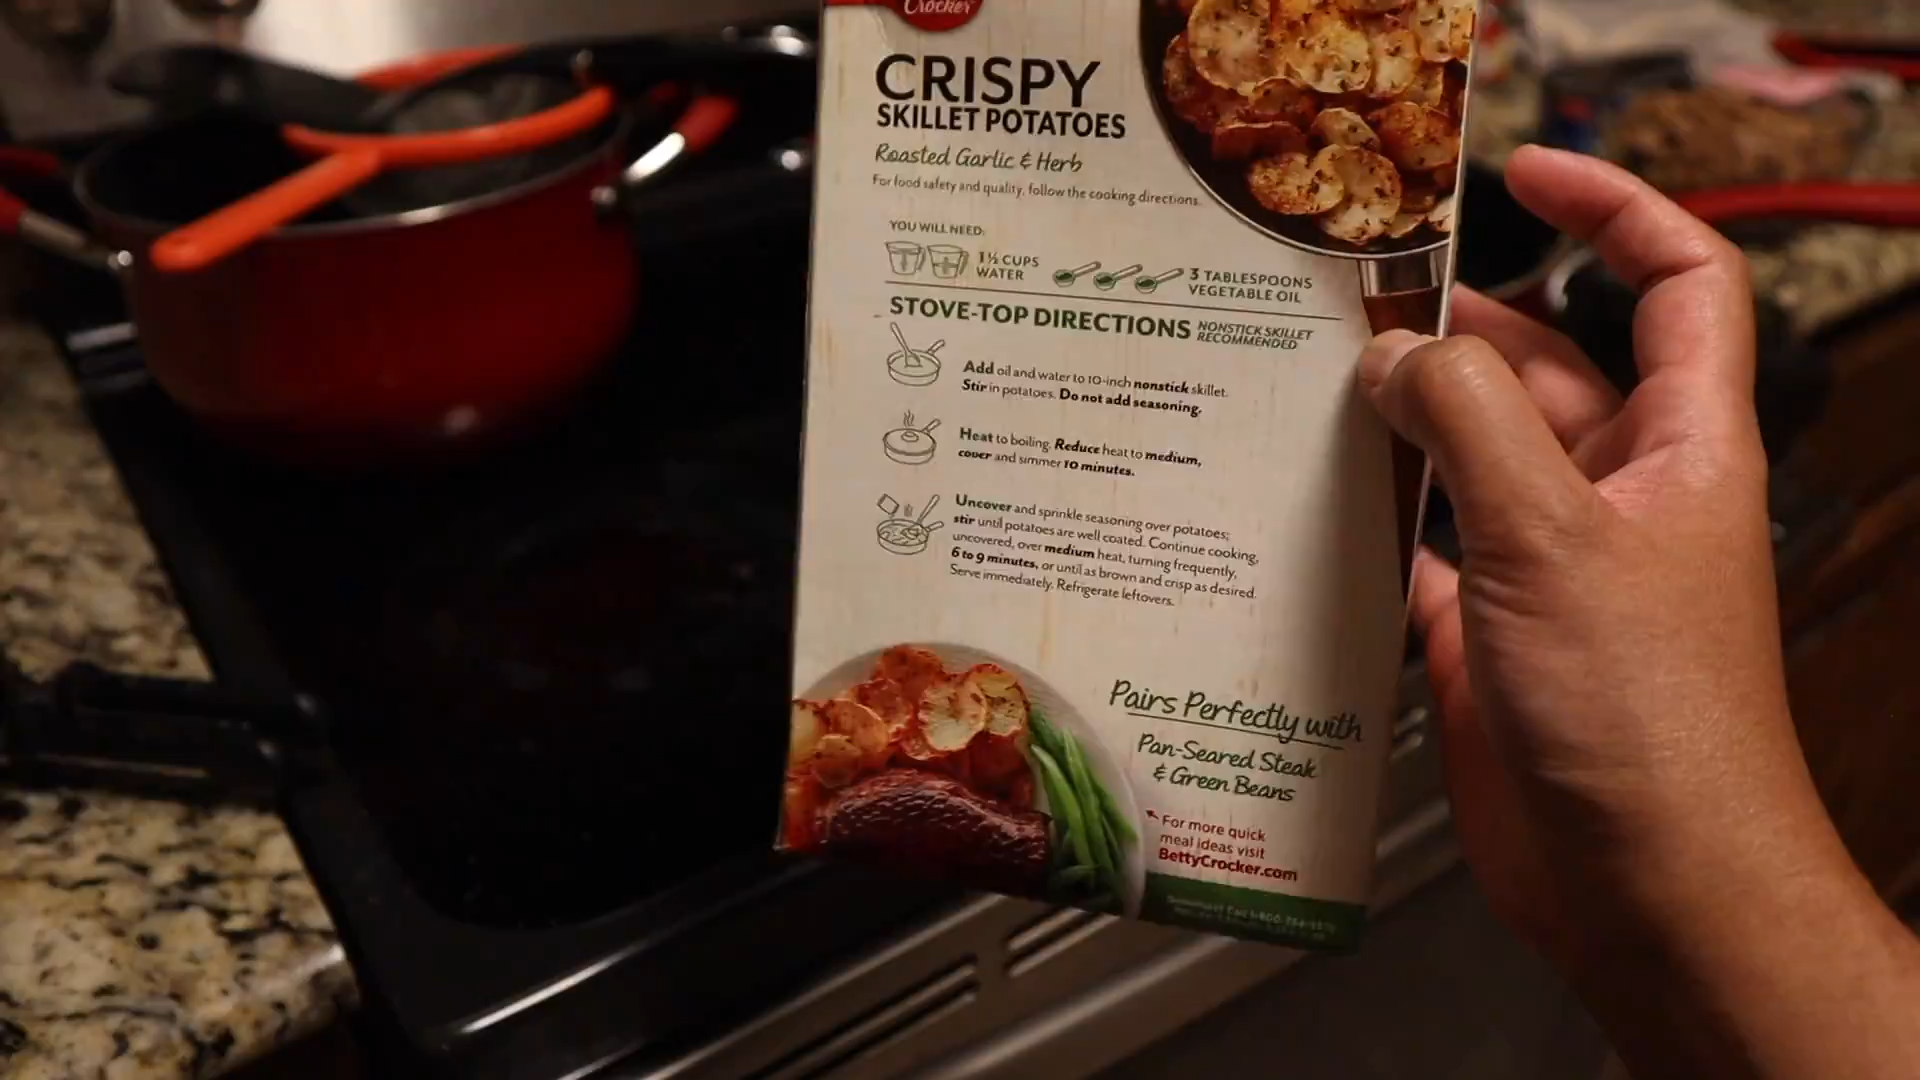 Crocker
CRISPY
SKILLET POTATOES
Roasted Garlic & Herb
For food safety and quality, follow the cooking directions.
YOU WILL NEED:
1½ CUPS
WATER
3 TABLESPOONS
VEGETABLE OIL
STOVE-TOP DIRECTIONS
NONSTICK SKILLET
RECOMMENDED
Add oil and water to 10-inch nonstick skillet.
Stir in potatoes. Do not add seasoning.
Heat to boiling. Reduce heat to medium,
cover and simmer 10 minutes.
Uncover and sprinkle seasoning over potatoes;
stir until potatoes are well coated. Continue cooking,
uncovered, over medium heat, turning frequently,
6 to 9 minutes, or until as brown and crisp as desired.
Serve immediately. Refrigerate leftovers.
Pairs Perfectly with
Pan-Seared Steak
& Green Beans
For more quick
meal ideas visit
BettyCrocker.com